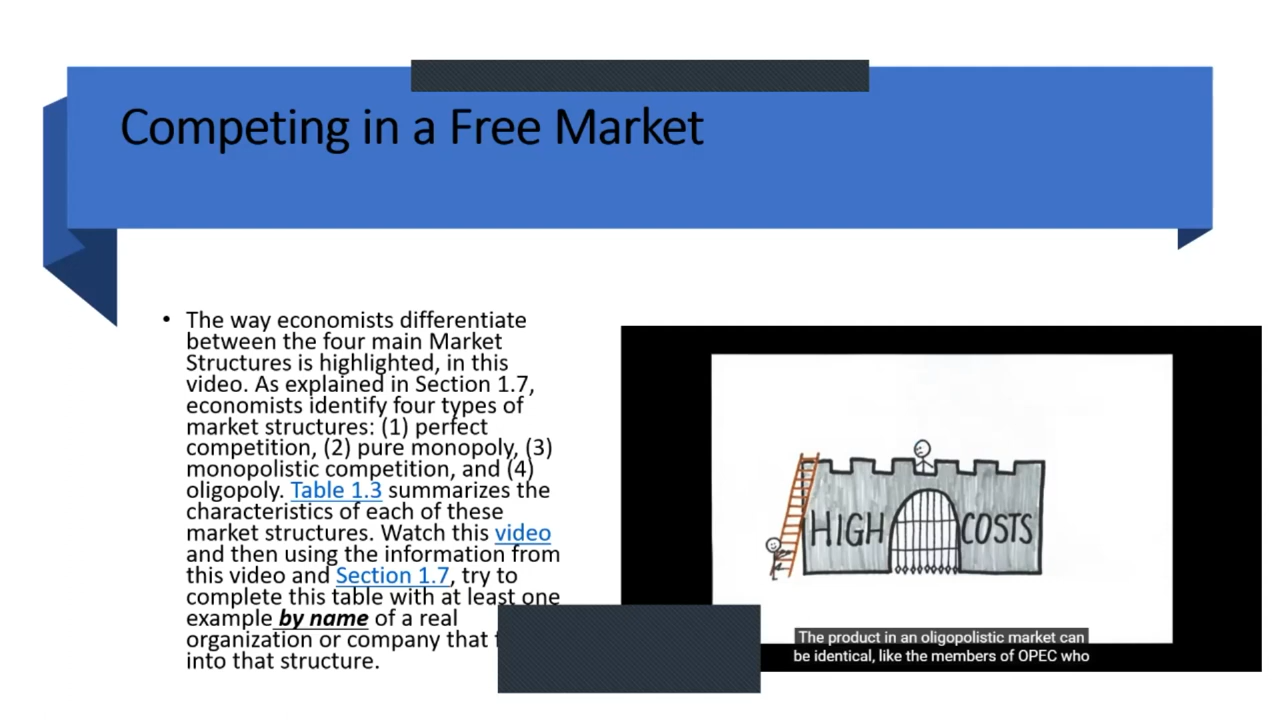 Competing in a Free Market
• The way economists differentiate
between the four main Market
Structures is highlighted, in this
video. As explained in Section 1.7,
economists identify four types of
market structures: (1) perfect
competition, (2) pure monopoly, (3)
monopolistic competition, and (4)
oligopoly. Table 1.3 summarizes the
characteristics of each of these
market structures. Watch this video
and then using the information from
this video and Section 1.7, try to
complete this table with at least one
example by name of a real
organization or company that
into that structure.
HIGH COSTS
The product in an oligopolistic market can
be identical, like the members of OPEC who